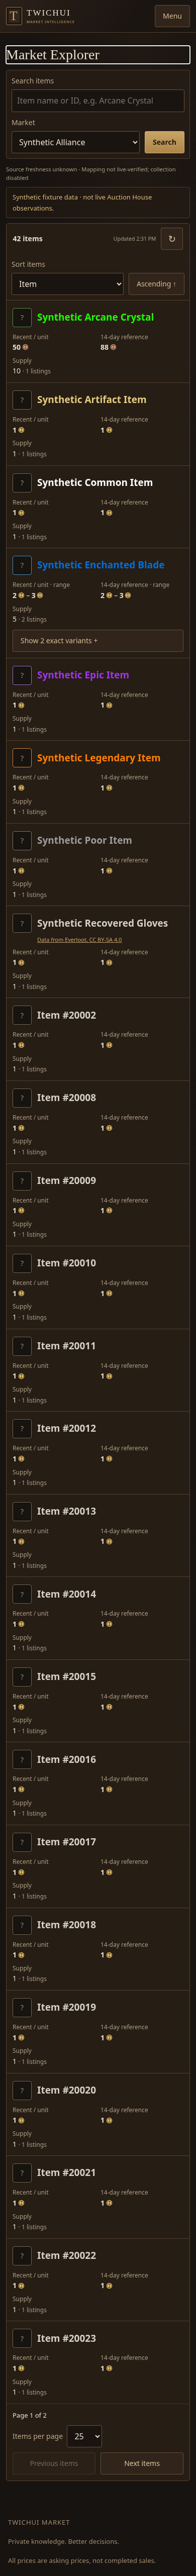 T
TWICHUI
MARKET INTELLIGENCE
Menu
Market Explorer
Search items
Item name or ID, e.g. Arcane Crystal
Market
Synthetic Alliance
Search
Source freshness unknown · Mapping not live-verified; collection
disabled
Synthetic fixture data · not live Auction House
observations.
42 items
Updated 2:31 PM
↻
Sort items
Item
Ascending ↑
?
Synthetic Arcane Crystal
Recent / unit
14-day reference
50
88
Supply
10 · 1 listings
?
Synthetic Artifact Item
Recent / unit
14-day reference
1
1
Supply
1 · 1 listings
?
Synthetic Common Item
Recent / unit
14-day reference
1
1
Supply
1 · 1 listings
?
Synthetic Enchanted Blade
Recent / unit · range
14-day reference · range
2 – 3
2 – 3
Supply
5 · 2 listings
Show 2 exact variants +
?
Synthetic Epic Item
Recent / unit
14-day reference
1
1
Supply
1 · 1 listings
?
Synthetic Legendary Item
Recent / unit
14-day reference
1
1
Supply
1 · 1 listings
?
Synthetic Poor Item
Recent / unit
14-day reference
1
1
Supply
1 · 1 listings
?
Synthetic Recovered Gloves
Data from Everlook, CC BY-SA 4.0
Recent / unit
14-day reference
1
1
Supply
1 · 1 listings
?
Item #20002
Recent / unit
14-day reference
1
1
Supply
1 · 1 listings
?
Item #20008
Recent / unit
14-day reference
1
1
Supply
1 · 1 listings
?
Item #20009
Recent / unit
14-day reference
1
1
Supply
1 · 1 listings
?
Item #20010
Recent / unit
14-day reference
1
1
Supply
1 · 1 listings
?
Item #20011
Recent / unit
14-day reference
1
1
Supply
1 · 1 listings
?
Item #20012
Recent / unit
14-day reference
1
1
Supply
1 · 1 listings
?
Item #20013
Recent / unit
14-day reference
1
1
Supply
1 · 1 listings
?
Item #20014
Recent / unit
14-day reference
1
1
Supply
1 · 1 listings
?
Item #20015
Recent / unit
14-day reference
1
1
Supply
1 · 1 listings
?
Item #20016
Recent / unit
14-day reference
1
1
Supply
1 · 1 listings
?
Item #20017
Recent / unit
14-day reference
1
1
Supply
1 · 1 listings
?
Item #20018
Recent / unit
14-day reference
1
1
Supply
1 · 1 listings
?
Item #20019
Recent / unit
14-day reference
1
1
Supply
1 · 1 listings
?
Item #20020
Recent / unit
14-day reference
1
1
Supply
1 · 1 listings
?
Item #20021
Recent / unit
14-day reference
1
1
Supply
1 · 1 listings
?
Item #20022
Recent / unit
14-day reference
1
1
Supply
1 · 1 listings
?
Item #20023
Recent / unit
14-day reference
1
1
Supply
1 · 1 listings
Page 1 of 2
Items per page
25
Previous items
Next items
TWICHUI MARKET
Private knowledge. Better decisions.
All prices are asking prices, not completed sales.